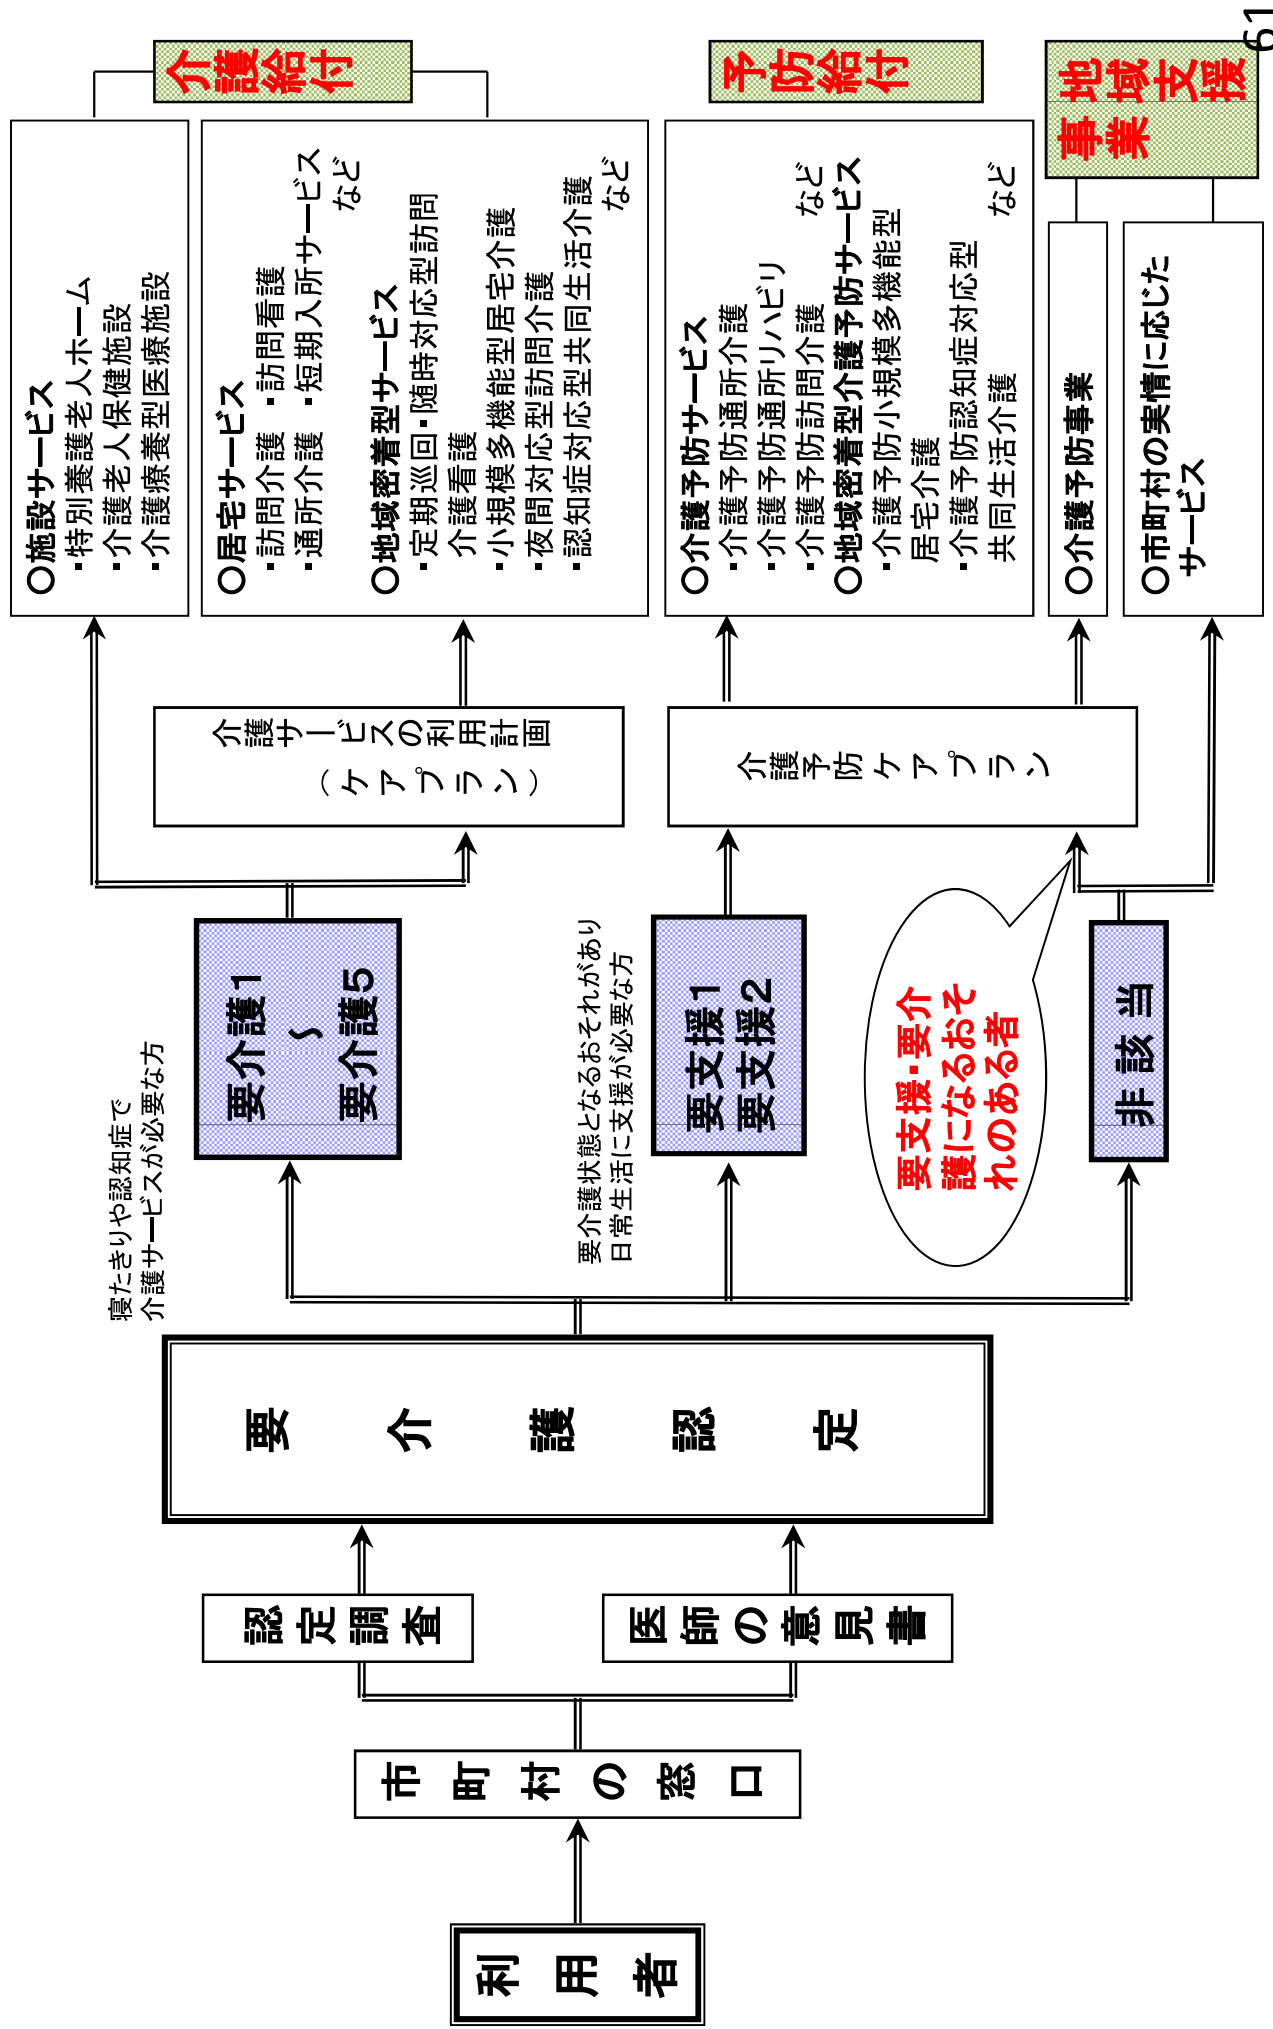 利用者
市町村の窓口
認定調査
医師の意見書
要介護認定
寝たきりや認知症で
介護サービスが必要な方
要介護1
～
要介護5
要介護状態となるおそれがあり
日常生活に支援が必要な方
要支援1
要支援2
要支援・要介
護になるおそ
れのある者
非該当
介護サービスの利用計画
（ケアプラン）
介護予防ケアプラン
○施設サービス
・特別養護老人ホーム
・介護老人保健施設
・介護療養型医療施設
○居宅サービス
・訪問介護　・訪問看護
・通所介護　・短期入所サービス
など
○地域密着型サービス
・定期巡回・随時対応型訪問
介護看護
・小規模多機能型居宅介護
・夜間対応型訪問介護
・認知症対応型共同生活介護
など
○介護予防サービス
・介護予防通所介護
・介護予防通所リハビリ
・介護予防訪問介護
など
○地域密着型介護予防サービス
・介護予防小規模多機能型
居宅介護
・介護予防認知症対応型
共同生活介護
など
○介護予防事業
○市町村の実情に応じた
サービス
介護給付
予防給付
地域支援
事業
61